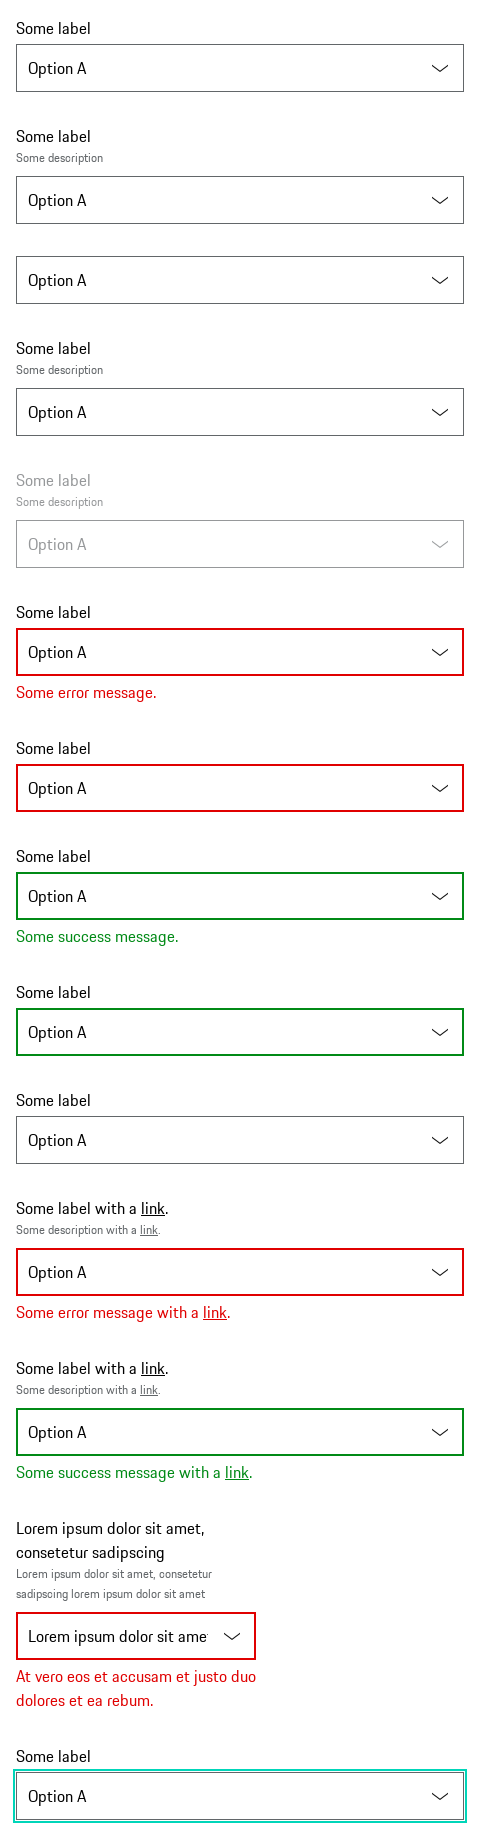 Some label
Option A
Some label
Some description
Option A
Option A
Some label
Some description
Option A
Some label
Some description
Option A
Some label
Option A
Some error message.
Some label
Option A
Some label
Option A
Some success message.
Some label
Option A
Some label
Option A
Some label with a link.
Some description with a link.
Option A
Some error message with a link.
Some label with a link.
Some description with a link.
Option A
Some success message with a link.
Lorem ipsum dolor sit amet,
consetetur sadipscing
Lorem ipsum dolor sit amet, consetetur
sadipscing lorem ipsum dolor sit amet
Lorem ipsum dolor sit ame
At vero eos et accusam et justo duo
dolores et ea rebum.
Some label
Option A